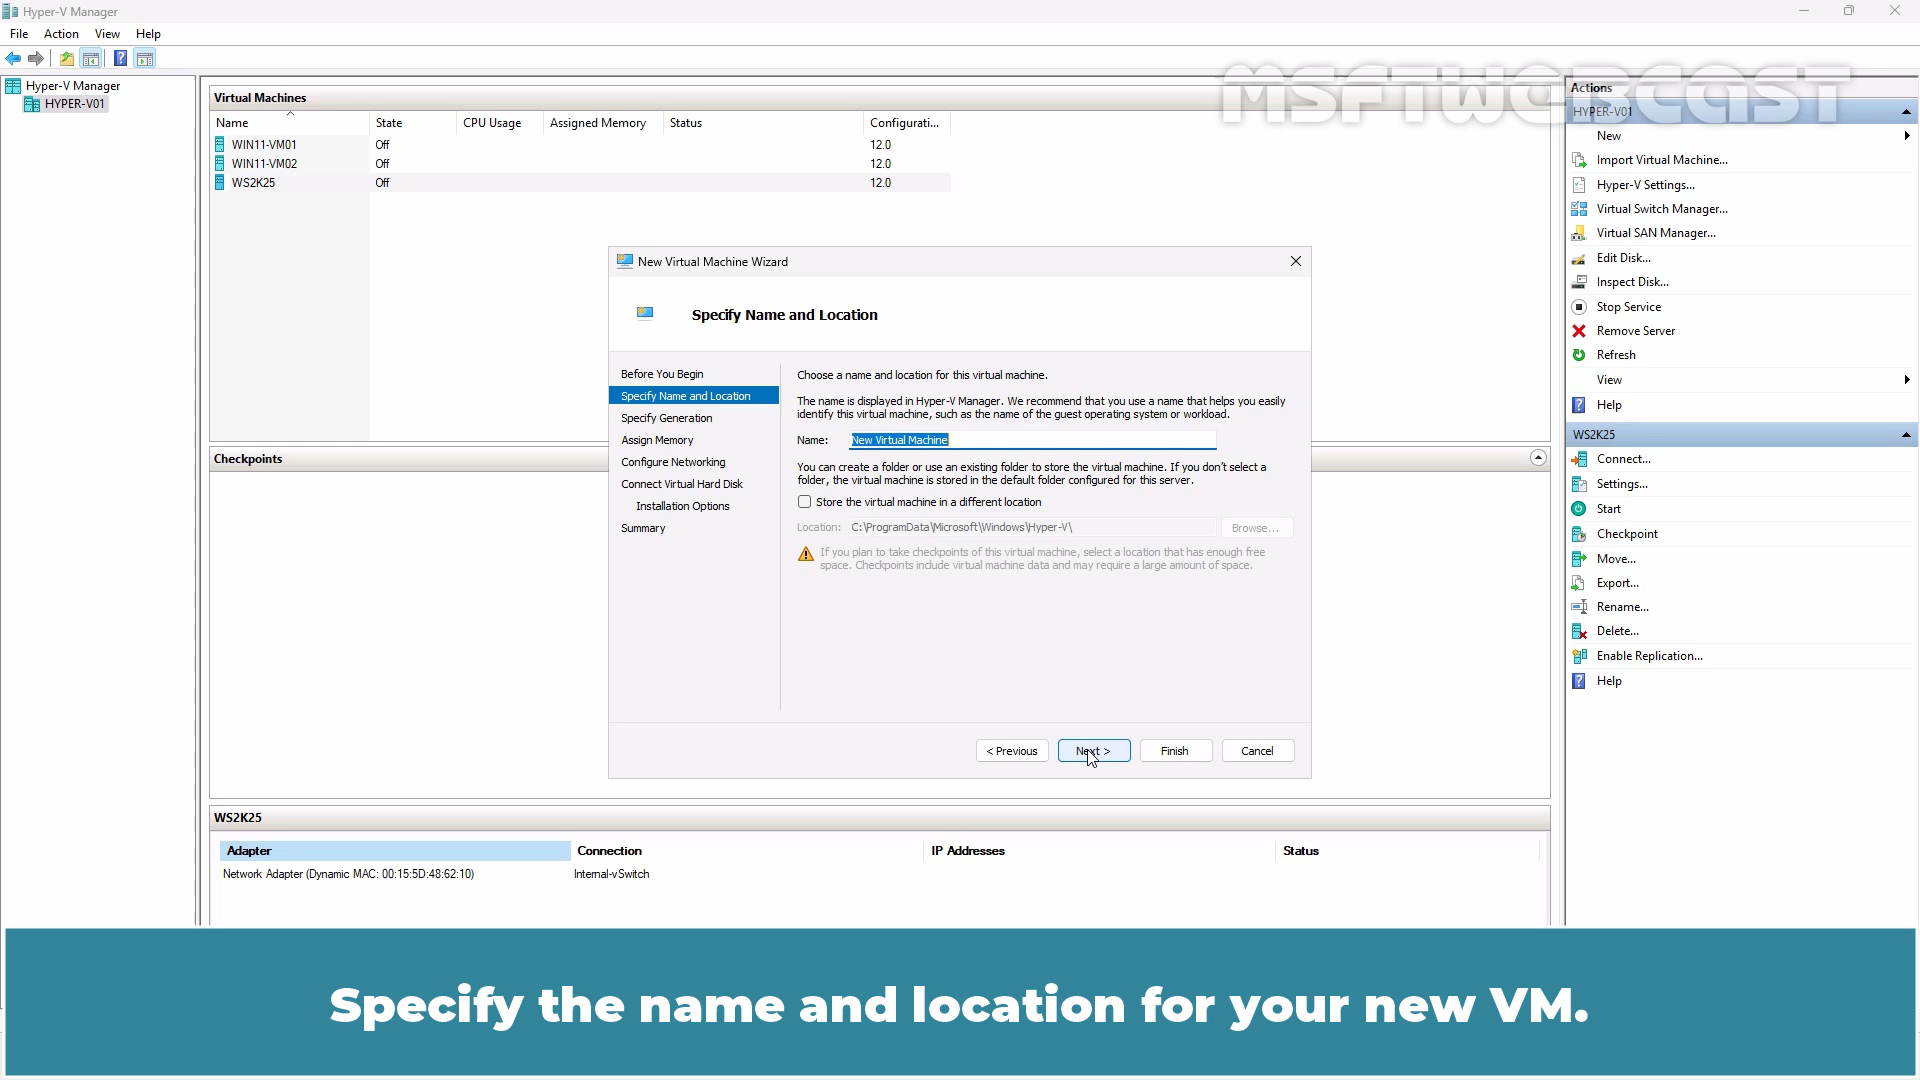 Hyper-V Manager
File Action View Help
Hyper-V Manager
HYPER-V01
Virtual Machines
Name State CPU Usage Assigned Memory Status Configurati...
WIN11-VM01 Off 12.0
WIN11-VM02 Off 12.0
WS2K25 Off 12.0
Checkpoints
New Virtual Machine Wizard
Specify Name and Location
Before You Begin
Specify Name and Location
Specify Generation
Assign Memory
Configure Networking
Connect Virtual Hard Disk
Installation Options
Summary
Choose a name and location for this virtual machine.
The name is displayed in Hyper-V Manager. We recommend that you use a name that helps you easily
identify this virtual machine, such as the name of the guest operating system or workload.
Name: New Virtual Machine
You can create a folder or use an existing folder to store the virtual machine. If you don't select a
folder, the virtual machine is stored in the default folder configured for this server.
Store the virtual machine in a different location
Location: C:\ProgramData\Microsoft\Windows\Hyper-V\ Browse...
If you plan to take checkpoints of this virtual machine, select a location that has enough free
space. Checkpoints include virtual machine data and may require a large amount of space.
< Previous Next > Finish Cancel
WS2K25
Adapter Connection IP Addresses Status
Network Adapter (Dynamic MAC: 00:15:5D:48:62:10) Internal-vSwitch
MSFTWEBCAST
Actions
HYPER-V01
New
Import Virtual Machine...
Hyper-V Settings...
Virtual Switch Manager...
Virtual SAN Manager...
Edit Disk...
Inspect Disk...
Stop Service
Remove Server
Refresh
View
Help
WS2K25
Connect...
Settings...
Start
Checkpoint
Move...
Export...
Rename...
Delete...
Enable Replication...
Help
Specify the name and location for your new VM.